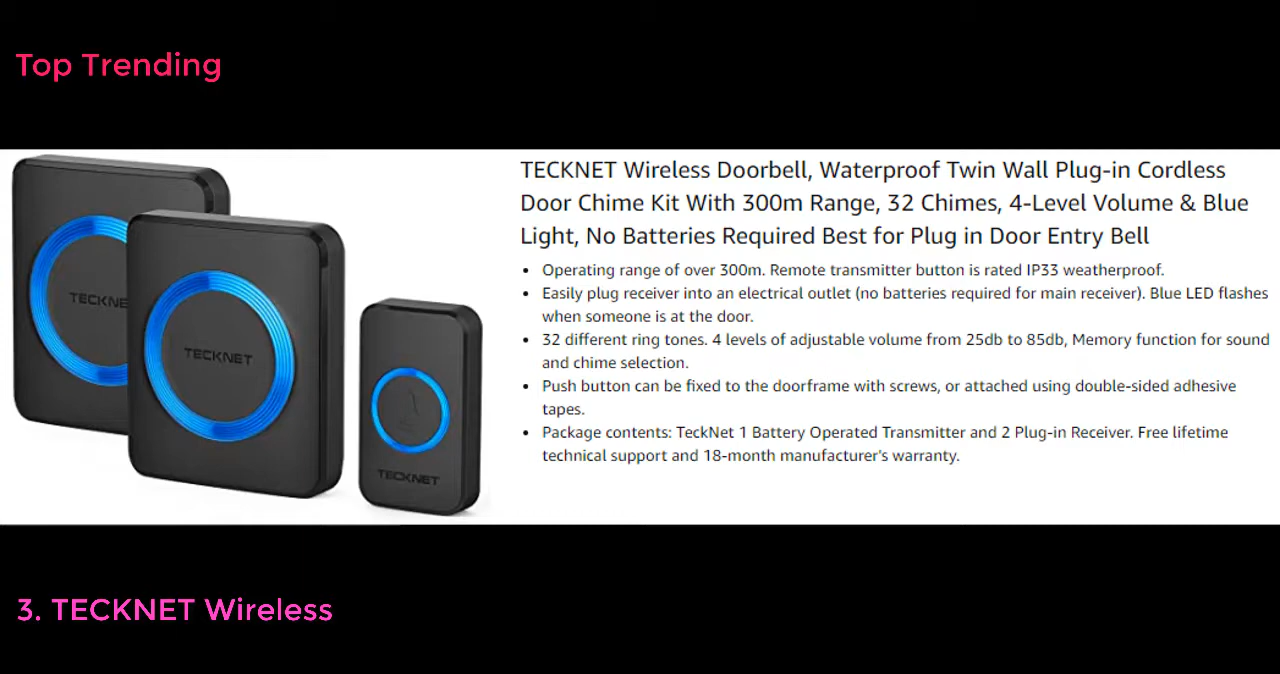 Top Trending
TECKNET Wireless Doorbell, Waterproof Twin Wall Plug-in Cordless
Door Chime Kit With 300m Range, 32 Chimes, 4-Level Volume & Blue
Light, No Batteries Required Best for Plug in Door Entry Bell
• Operating range of over 300m. Remote transmitter button is rated IP33 weatherproof.
• Easily plug receiver into an electrical outlet (no batteries required for main receiver). Blue LED flashes
when someone is at the door.
• 32 different ring tones. 4 levels of adjustable volume from 25db to 85db, Memory function for sound
and chime selection.
• Push button can be fixed to the doorframe with screws, or attached using double-sided adhesive
tapes.
• Package contents: TeckNet 1 Battery Operated Transmitter and 2 Plug-in Receiver. Free lifetime
technical support and 18-month manufacturer's warranty.
TECKNE
TECKNET
TECKNET
3. TECKNET Wireless